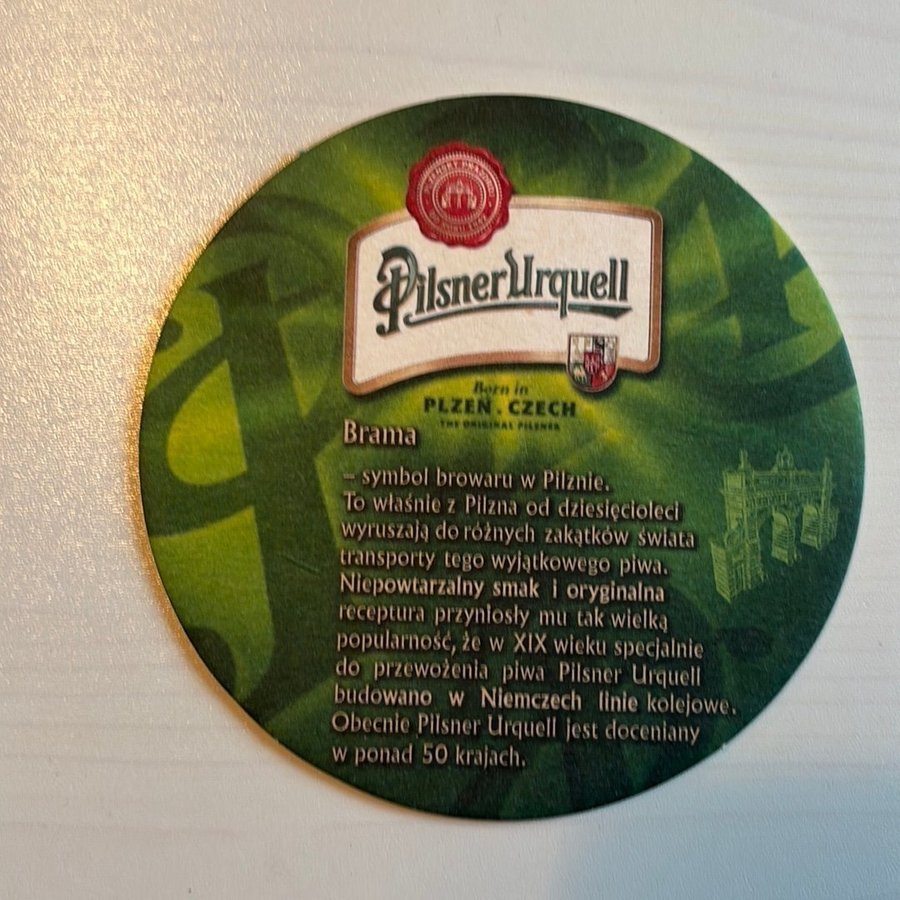 Pilsner Urquell
Born in
PLZEŇ . CZECH
THE ORIGINAL PILSNER
Brama
– symbol browaru w Pilznie.
To właśnie z Pilzna od dziesięcioleci
wyruszają do różnych zakątków świata
transporty tego wyjątkowego piwa.
Niepowtarzalny smak i oryginalna
receptura przyniosły mu tak wielką
popularność, że w XIX wieku specjalnie
do przewożenia piwa Pilsner Urquell
budowano w Niemczech linie kolejowe.
Obecnie Pilsner Urquell jest doceniany
w ponad 50 krajach.